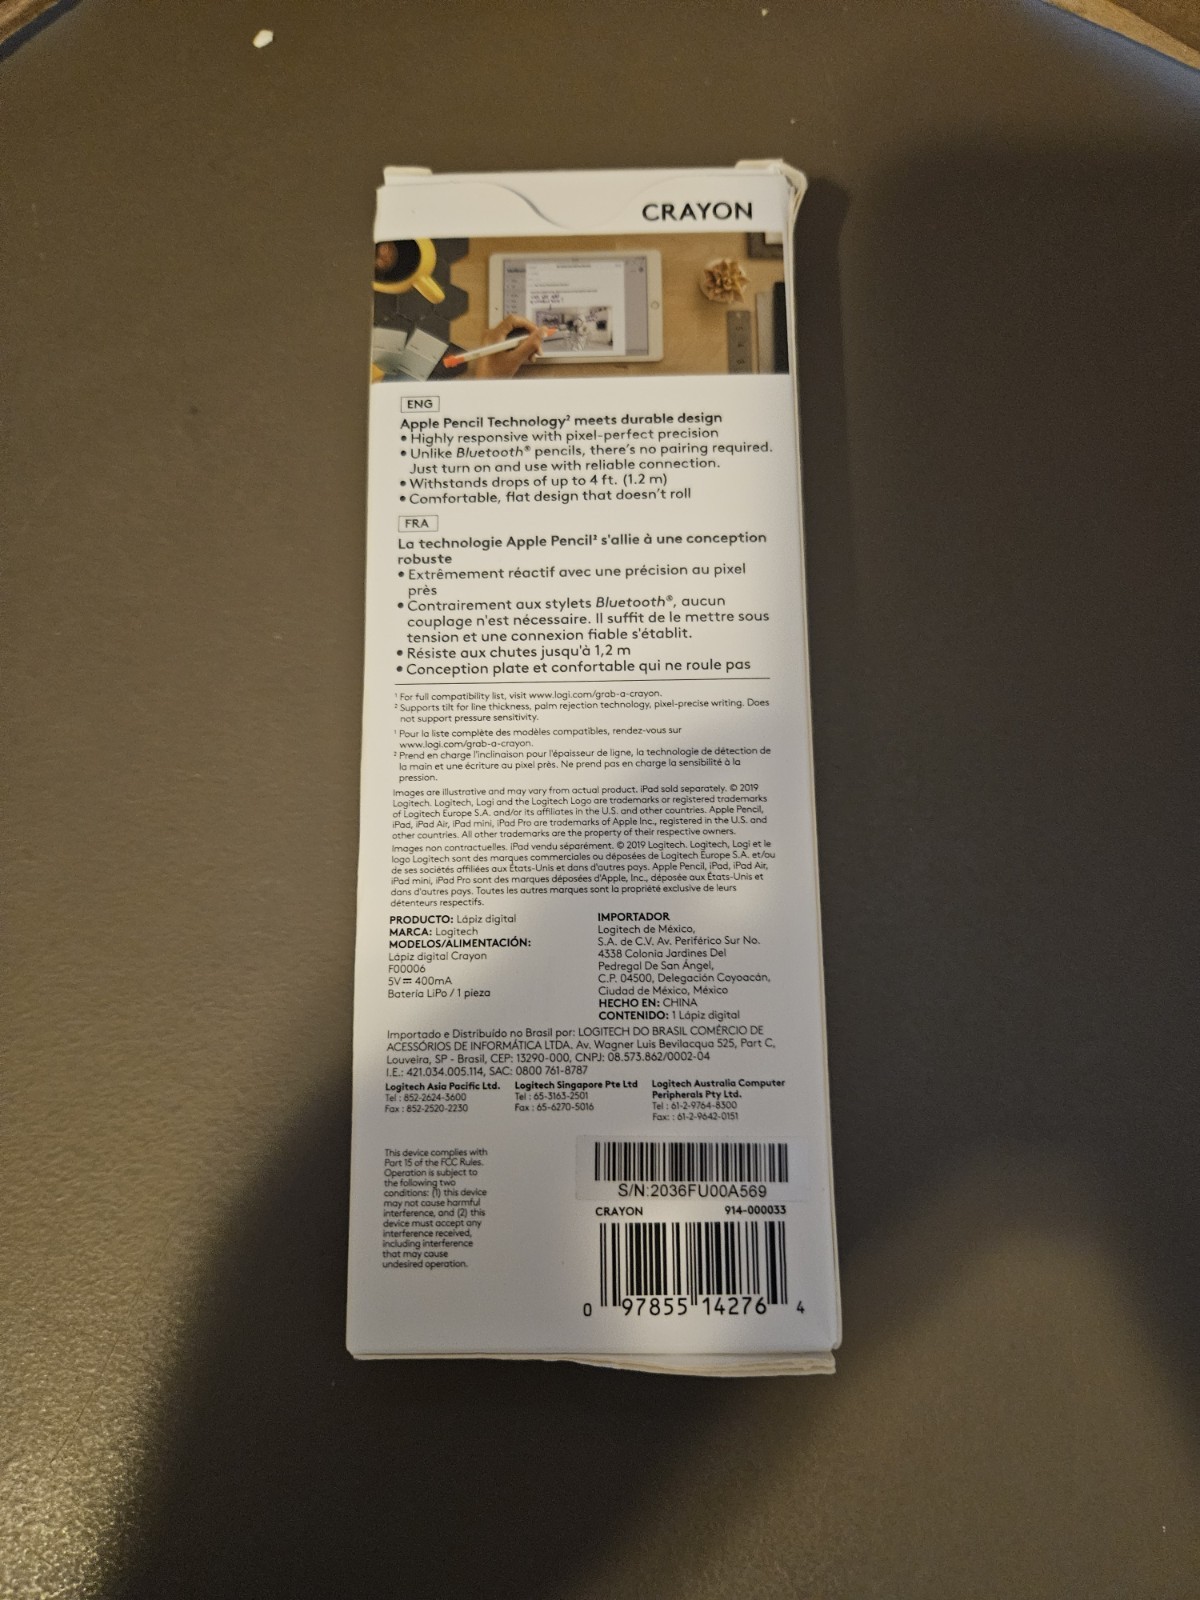 CRAYON
ENG
Apple Pencil Technology² meets durable design
• Highly responsive with pixel-perfect precision
• Unlike Bluetooth® pencils, there's no pairing required.
Just turn on and use with reliable connection.
• Withstands drops of up to 4 ft. (1.2 m)
• Comfortable, flat design that doesn't roll
FRA
La technologie Apple Pencil² s'allie à une conception
robuste
• Extrêmement réactif avec une précision au pixel
près
• Contrairement aux stylets Bluetooth®, aucun
couplage n'est nécessaire. Il suffit de le mettre sous
tension et une connexion fiable s'établit.
• Résiste aux chutes jusqu'à 1,2 m
• Conception plate et confortable qui ne roule pas
¹ For full compatibility list, visit www.logi.com/grab-a-crayon.
² Supports tilt for line thickness, palm rejection technology, pixel-precise writing. Does
not support pressure sensitivity.
¹ Pour la liste complète des modèles compatibles, rendez-vous sur
www.logi.com/grab-a-crayon.
² Prend en charge l'inclinaison pour l'épaisseur de ligne, la technologie de détection de
la main et une écriture au pixel près. Ne prend pas en charge la sensibilité à la
pression.
Images are illustrative and may vary from actual product. iPad sold separately. © 2019
Logitech. Logitech, Logi and the Logitech Logo are trademarks or registered trademarks
of Logitech Europe S.A. and/or its affiliates in the U.S. and other countries. Apple Pencil,
iPad, iPad Air, iPad mini, iPad Pro are trademarks of Apple Inc., registered in the U.S. and
other countries. All other trademarks are the property of their respective owners.
Images non contractuelles. iPad vendu séparément. © 2019 Logitech. Logitech, Logi et le
logo Logitech sont des marques commerciales ou déposées de Logitech Europe S.A. et/ou
de ses sociétés affiliées aux États-Unis et dans d'autres pays. Apple Pencil, iPad, iPad Air,
iPad mini, iPad Pro sont des marques déposées d'Apple, Inc., déposée aux États-Unis et
dans d'autres pays. Toutes les autres marques sont la propriété exclusive de leurs
détenteurs respectifs.
PRODUCTO: Lápiz digital
MARCA: Logitech
MODELOS/ALIMENTACIÓN:
Lápiz digital Crayon
F00006
5V⎓400mA
Batería LiPo / 1 pieza
IMPORTADOR
Logitech de México,
S.A. de C.V. Av. Periférico Sur No.
4338 Colonia Jardines Del
Pedregal De San Ángel,
C.P. 04500, Delegación Coyoacán,
Ciudad de México, México
HECHO EN: CHINA
CONTENIDO: 1 Lápiz digital
Importado e Distribuído no Brasil por: LOGITECH DO BRASIL COMÉRCIO DE
ACESSÓRIOS DE INFORMÁTICA LTDA. Av. Wagner Luis Bevilacqua 525, Part C,
Louveira, SP - Brasil, CEP: 13290-000, CNPJ: 08.573.862/0002-04
I.E.: 421.034.005.114, SAC: 0800 761-8787
Logitech Asia Pacific Ltd.
Tel : 852-2624-3600
Fax : 852-2520-2230
Logitech Singapore Pte Ltd
Tel : 65-3163-2501
Fax : 65-6270-5016
Logitech Australia Computer
Peripherals Pty Ltd.
Tel : 61-2-9764-8300
Fax: : 61-2-9642-0151
This device complies with
Part 15 of the FCC Rules.
Operation is subject to
the following two
conditions: (1) this device
may not cause harmful
interference, and (2) this
device must accept any
interference received,
including interference
that may cause
undesired operation.
S/N:2036FU00A569
CRAYON 914-000033
0 97855 14276 4